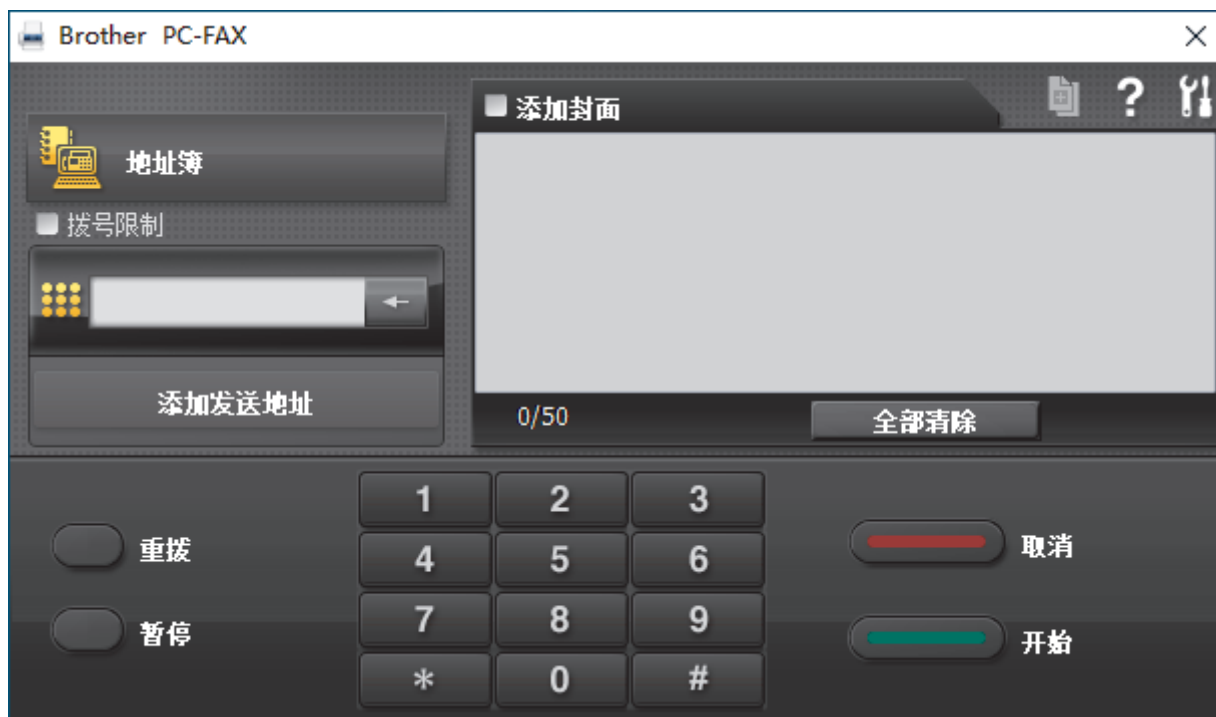 Brother PC-FAX
添加封面
?
地址簿
拨号限制
添加发送地址
0/50
全部清除
1 2 3
4 5 6
7 8 9
* 0 #
重拨
暂停
取消
开始